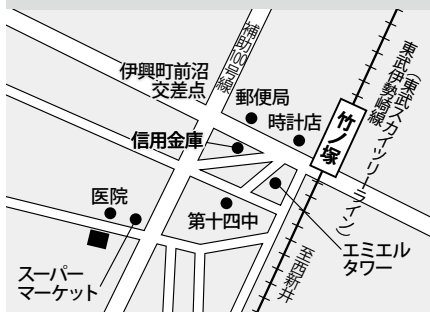 補助100号線
伊興町前沼
交差点
郵便局
時計店
信用金庫
竹ノ塚
東武伊勢崎線
(東武スカイツリーライン)
医院
第十四中
エミエル
タワー
スーパー
マーケット
至西新井